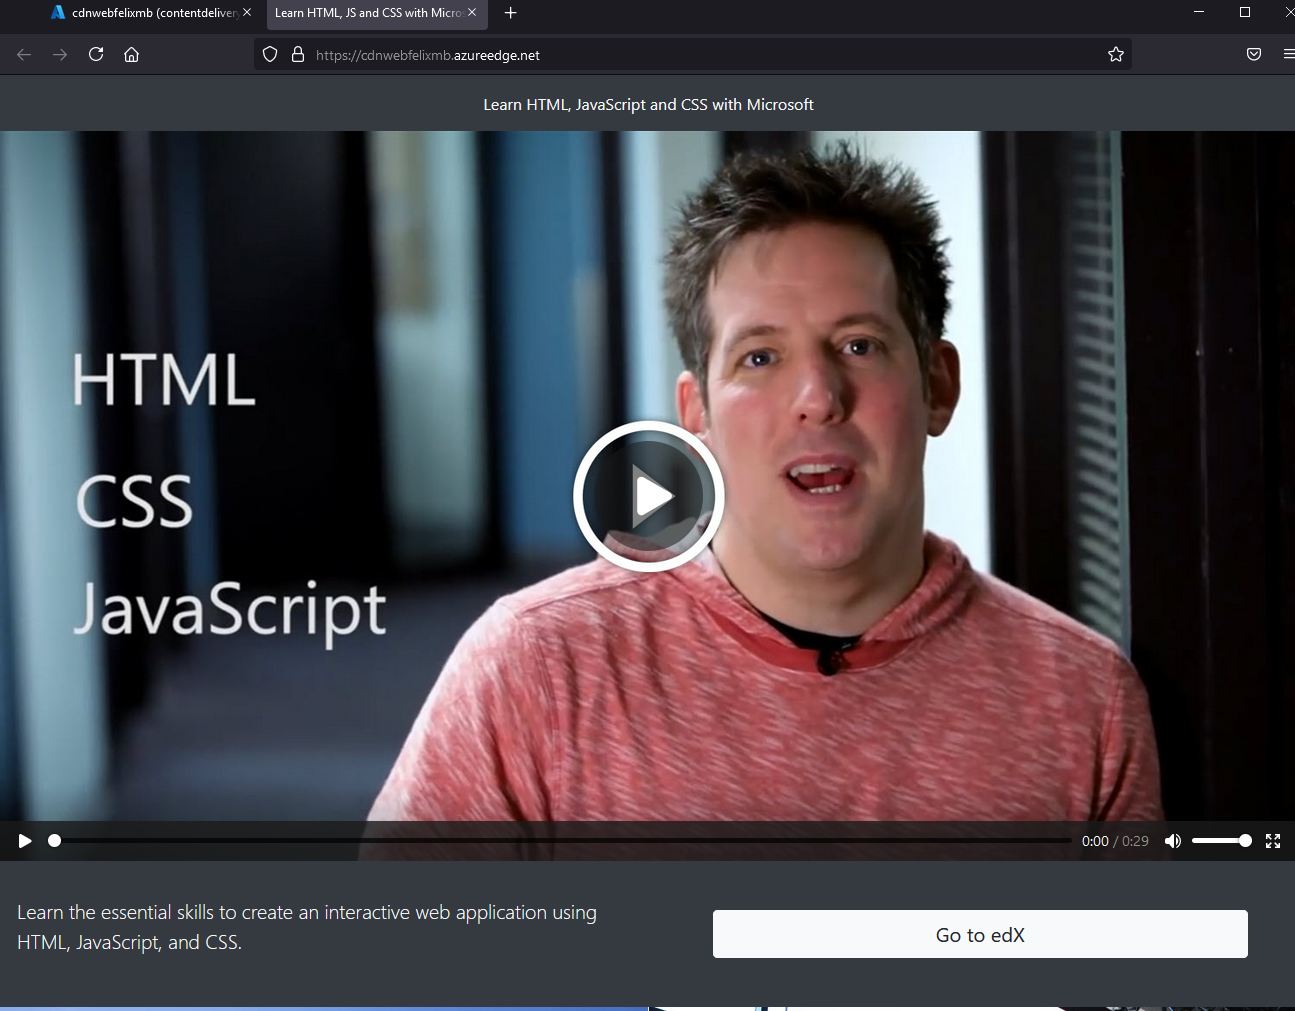 cdnwebfelixmb (contentdelivery
Learn HTML, JS and CSS with Micros
https://cdnwebfelixmb.azureedge.net
Learn HTML, JavaScript and CSS with Microsoft
HTML
CSS
JavaScript
0:00 / 0:29
Learn the essential skills to create an interactive web application using
HTML, JavaScript, and CSS.
Go to edX